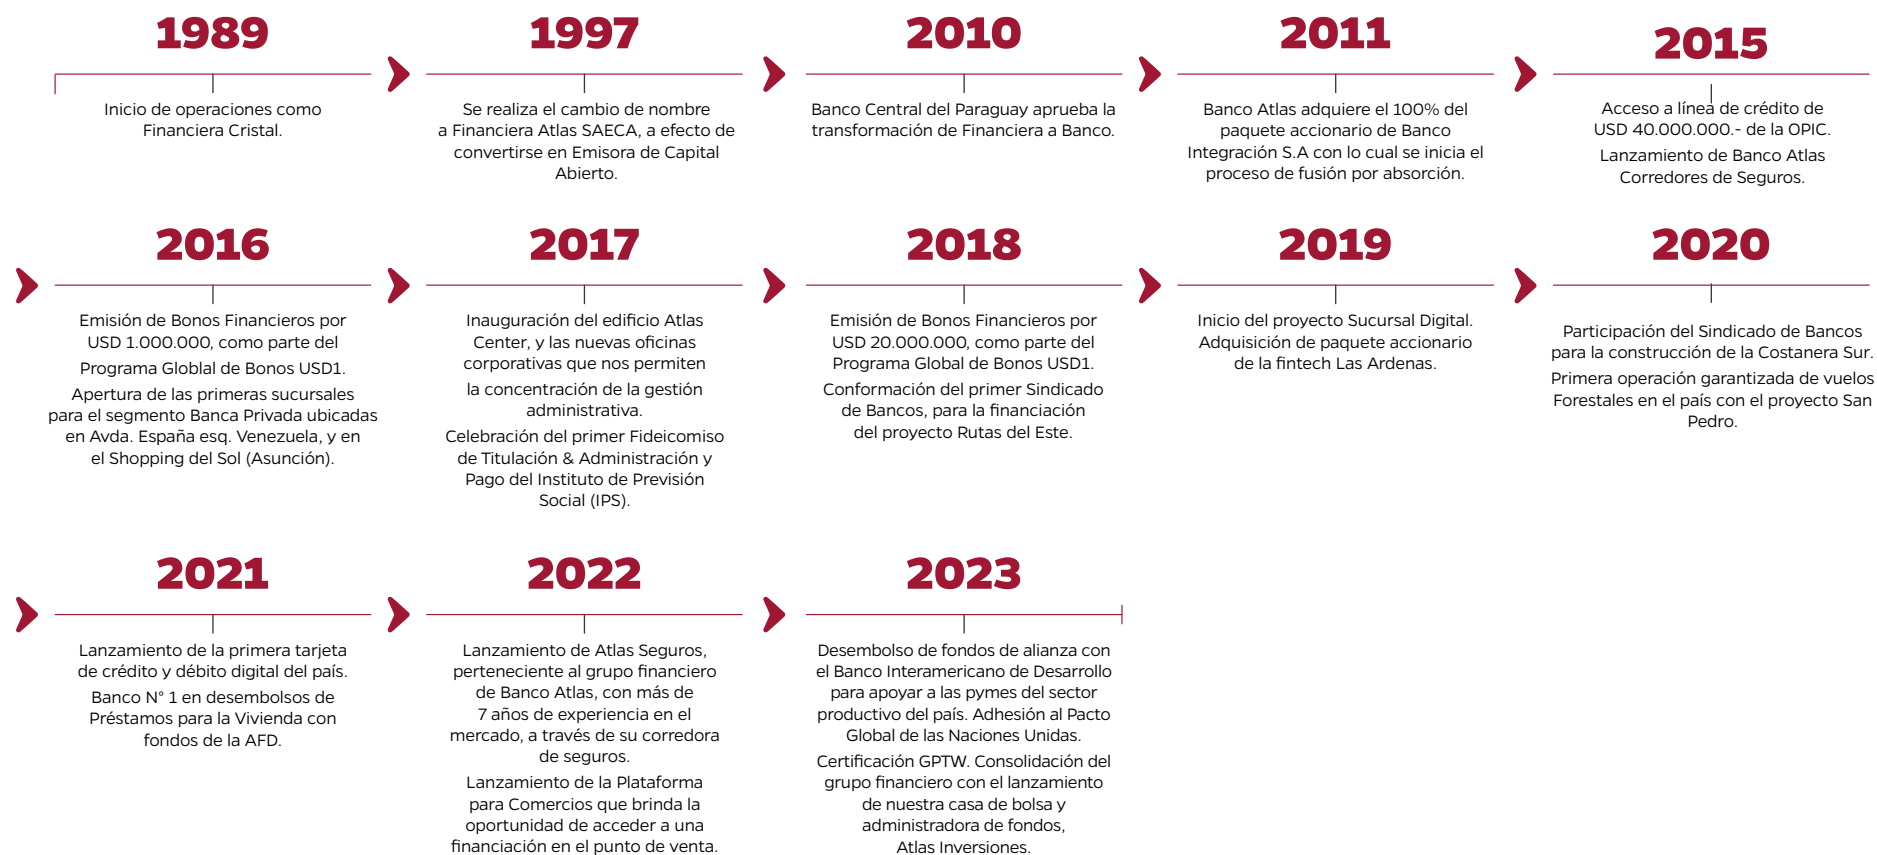 1989
Inicio de operaciones como
Financiera Cristal.
1997
Se realiza el cambio de nombre
a Financiera Atlas SAECA, a efecto de
convertirse en Emisora de Capital
Abierto.
2010
Banco Central del Paraguay aprueba la
transformación de Financiera a Banco.
2011
Banco Atlas adquiere el 100% del
paquete accionario de Banco
Integración S.A con lo cual se inicia el
proceso de fusión por absorción.
2015
Acceso a línea de crédito de
USD 40.000.000.- de la OPIC.
Lanzamiento de Banco Atlas
Corredores de Seguros.
2016
Emisión de Bonos Financieros por
USD 1.000.000, como parte del
Programa Globlal de Bonos USD1.
Apertura de las primeras sucursales
para el segmento Banca Privada ubicadas
en Avda. España esq. Venezuela, y en
el Shopping del Sol (Asunción).
2017
Inauguración del edificio Atlas
Center, y las nuevas oficinas
corporativas que nos permiten
la concentración de la gestión
administrativa.
Celebración del primer Fideicomiso
de Titulación & Administración y
Pago del Instituto de Previsión
Social (IPS).
2018
Emisión de Bonos Financieros por
USD 20.000.000, como parte del
Programa Global de Bonos USD1.
Conformación del primer Sindicado
de Bancos, para la financiación
del proyecto Rutas del Este.
2019
Inicio del proyecto Sucursal Digital.
Adquisición de paquete accionario
de la fintech Las Ardenas.
2020
Participación del Sindicado de Bancos
para la construcción de la Costanera Sur.
Primera operación garantizada de vuelos
Forestales en el país con el proyecto San
Pedro.
2021
Lanzamiento de la primera tarjeta
de crédito y débito digital del país.
Banco N° 1 en desembolsos de
Préstamos para la Vivienda con
fondos de la AFD.
2022
Lanzamiento de Atlas Seguros,
perteneciente al grupo financiero
de Banco Atlas, con más de
7 años de experiencia en el
mercado, a través de su corredora
de seguros.
Lanzamiento de la Plataforma
para Comercios que brinda la
oportunidad de acceder a una
financiación en el punto de venta.
2023
Desembolso de fondos de alianza con
el Banco Interamericano de Desarrollo
para apoyar a las pymes del sector
productivo del país. Adhesión al Pacto
Global de las Naciones Unidas.
Certificación GPTW. Consolidación del
grupo financiero con el lanzamiento
de nuestra casa de bolsa y
administradora de fondos,
Atlas Inversiones.